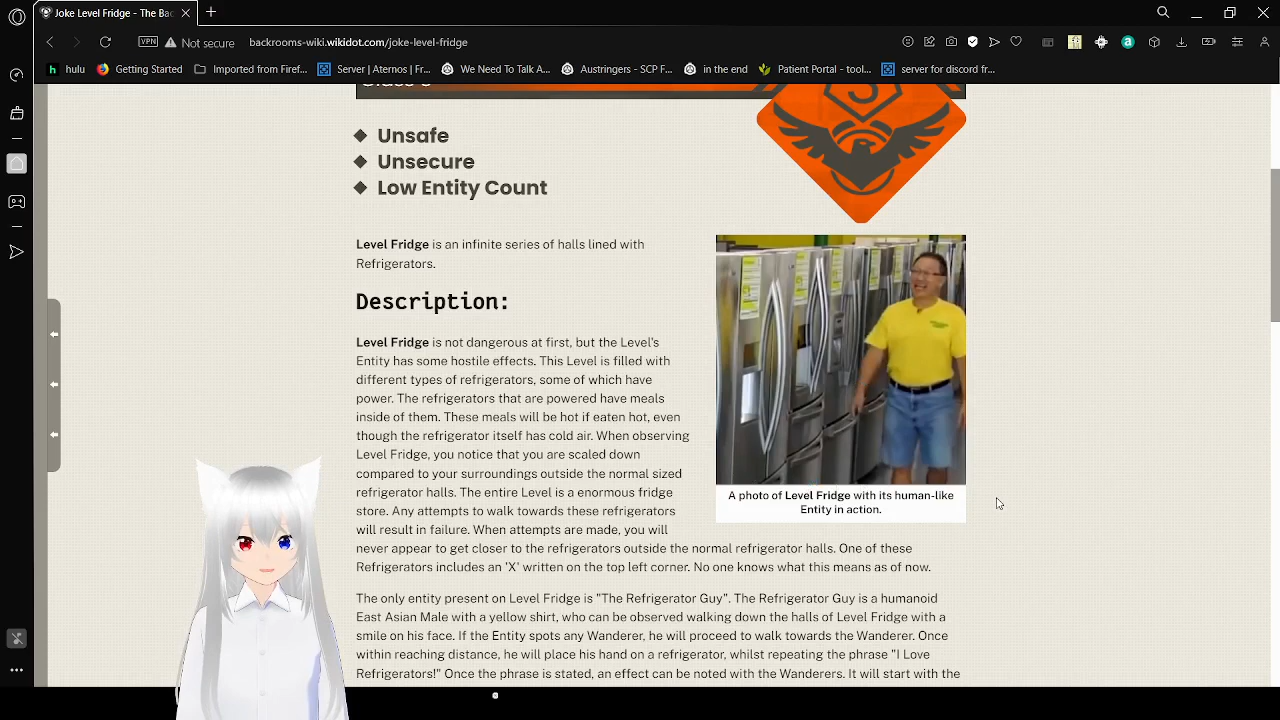 Joke Level Fridge - The Bac
VPN
Not secure
backrooms-wiki.wikidot.com/joke-level-fridge
hulu
Getting Started
Imported from Firef...
Server | Aternos | Fr...
We Need To Talk A...
Austringers - SCP F...
in the end
Patient Portal - tool...
server for discord fr...
Unsafe
Unsecure
Low Entity Count
Level Fridge is an infinite series of halls lined with
Refrigerators.
Description:
Level Fridge is not dangerous at first, but the Level's
Entity has some hostile effects. This Level is filled with
different types of refrigerators, some of which have
power. The refrigerators that are powered have meals
inside of them. These meals will be hot if eaten hot, even
though the refrigerator itself has cold air. When observing
Level Fridge, you notice that you are scaled down
compared to your surroundings outside the normal sized
refrigerator halls. The entire Level is a enormous fridge
store. Any attempts to walk towards these refrigerators
will result in failure. When attempts are made, you will
never appear to get closer to the refrigerators outside the normal refrigerator halls. One of these
Refrigerators includes an 'X' written on the top left corner. No one knows what this means as of now.
A photo of Level Fridge with its human-like
Entity in action.
The only entity present on Level Fridge is "The Refrigerator Guy". The Refrigerator Guy is a humanoid
East Asian Male with a yellow shirt, who can be observed walking down the halls of Level Fridge with a
smile on his face. If the Entity spots any Wanderer, he will proceed to walk towards the Wanderer. Once
within reaching distance, he will place his hand on a refrigerator, whilst repeating the phrase "I Love
Refrigerators!" Once the phrase is stated, an effect can be noted with the Wanderers. It will start with the